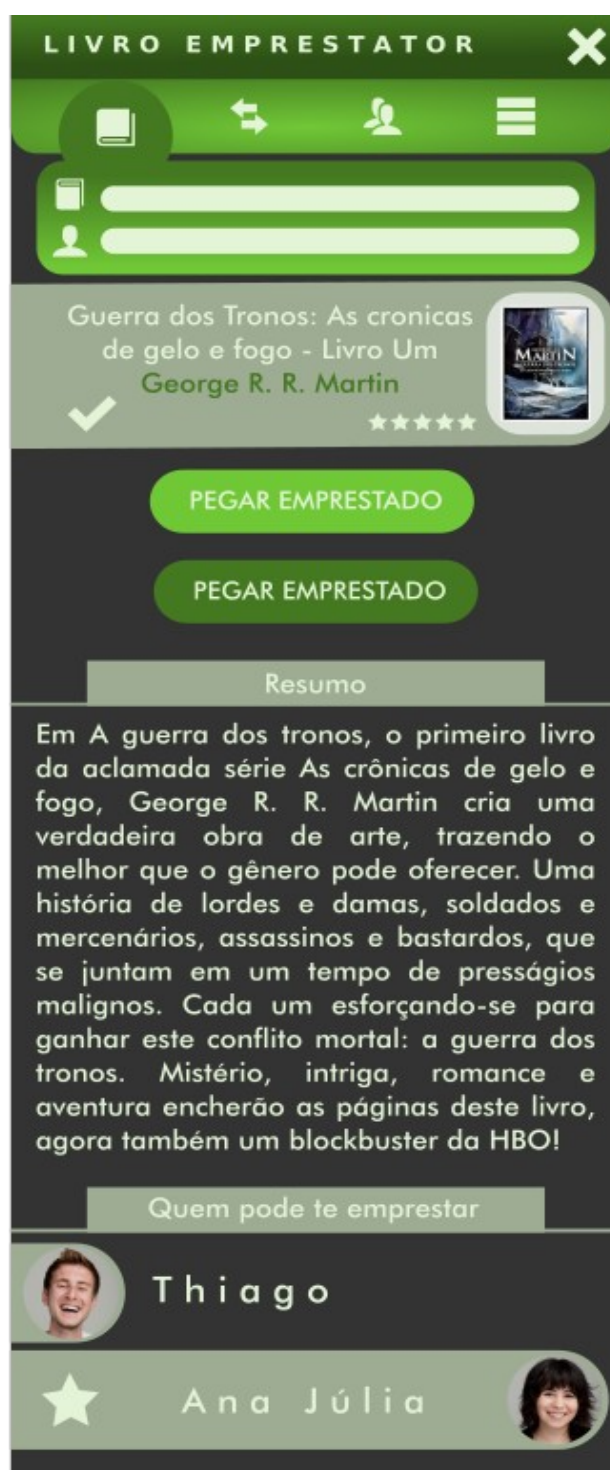 LIVRO EMPRESTATOR
Guerra dos Tronos: As cronicas
de gelo e fogo - Livro Um
George R. R. Martin
MARTIN
PEGAR EMPRESTADO
PEGAR EMPRESTADO
Resumo
Em A guerra dos tronos, o primeiro livro
da aclamada série As crônicas de gelo e
fogo, George R. R. Martin cria uma
verdadeira obra de arte, trazendo o
melhor que o gênero pode oferecer. Uma
história de lordes e damas, soldados e
mercenários, assassinos e bastardos, que
se juntam em um tempo de presságios
malignos. Cada um esforçando-se para
ganhar este conflito mortal: a guerra dos
tronos. Mistério, intriga, romance e
aventura encherão as páginas deste livro,
agora também um blockbuster da HBO!
Quem pode te emprestar
Thiago
Ana Júlia